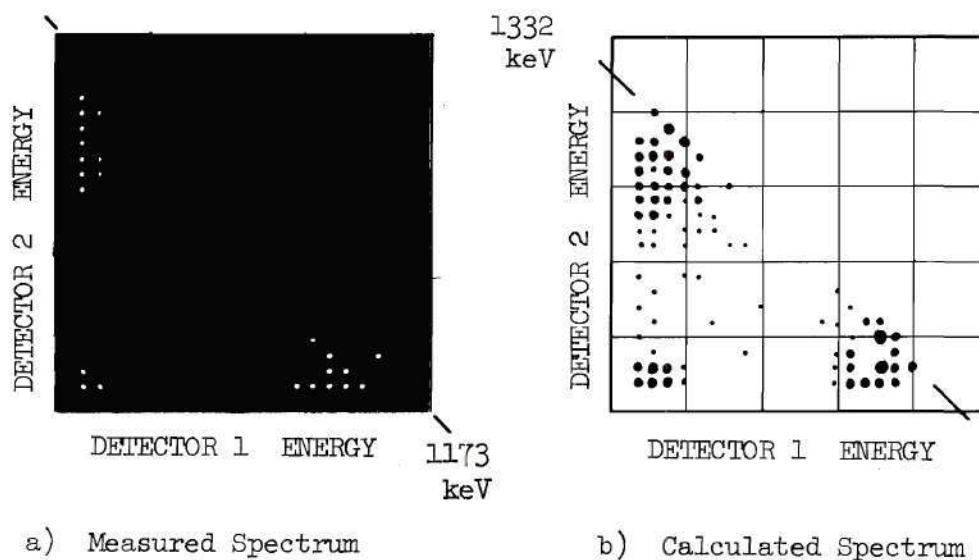 1332
keV
DETECTOR 2 ENERGY
DETECTOR 2 ENERGY
DETECTOR 1 ENERGY
1173
keV
DETECTOR 1 ENERGY
a) Measured Spectrum
b) Calculated Spectrum